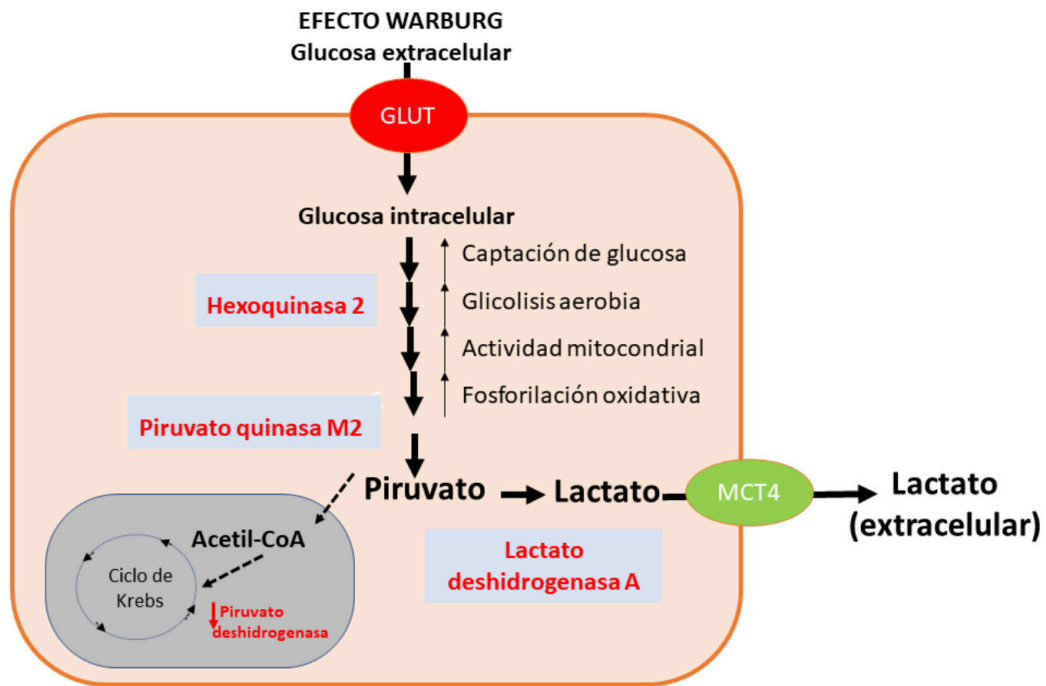 EFECTO WARBURG
Glucosa extracelular
GLUT
Glucosa intracelular
Captación de glucosa
Hexoquinasa 2
Glicolisis aerobia
Actividad mitocondrial
Fosforilación oxidativa
Piruvato quinasa M2
Piruvato
Lactato
MCT4
Lactato
(extracelular)
Acetil-CoA
Lactato
deshidrogenasa A
Ciclo de
Krebs
Piruvato
deshidrogenasa